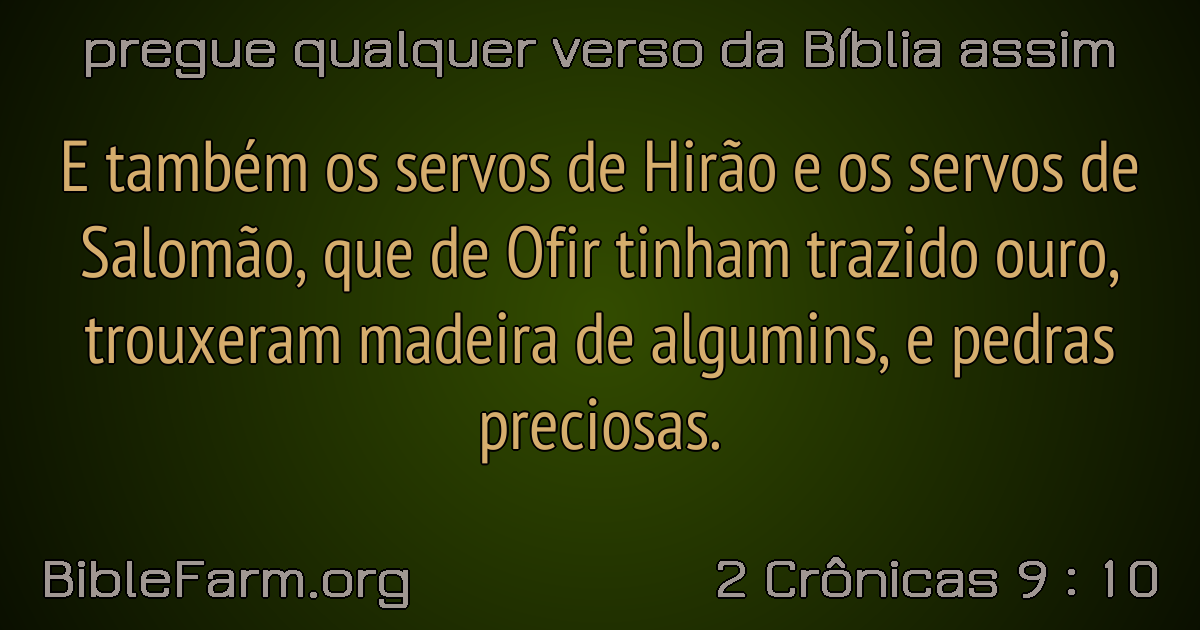 pregue qualquer verso da Bíblia assim
E também os servos de Hirão e os servos de
Salomão, que de Ofir tinham trazido ouro,
trouxeram madeira de algumins, e pedras
preciosas.
BibleFarm.org
2 Crônicas 9 : 10